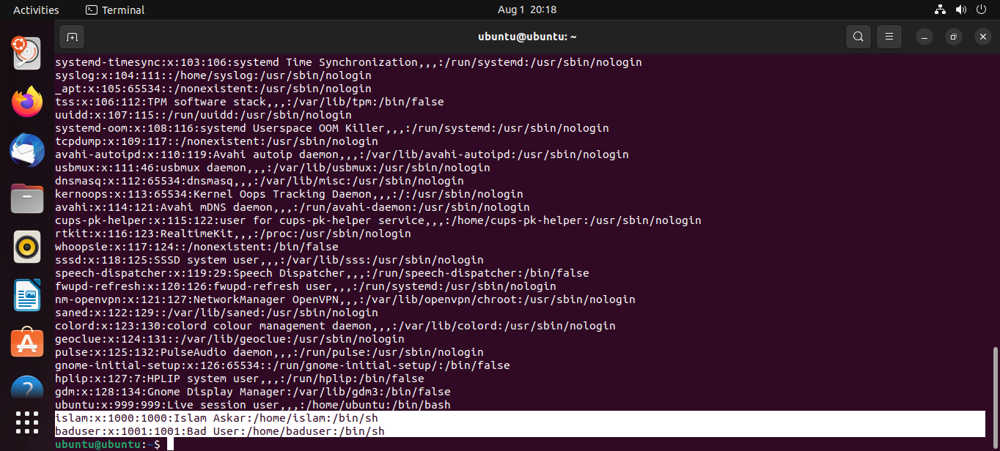 Activities
Terminal
Aug 1 20:18
ubuntu@ubuntu: ~
systemd-timesync:x:103:106:systemd Time Synchronization,,,:/run/systemd:/usr/sbin/nologin
syslog:x:104:111::/home/syslog:/usr/sbin/nologin
_apt:x:105:65534::/nonexistent:/usr/sbin/nologin
tss:x:106:112:TPM software stack,,,:/var/lib/tpm:/bin/false
uuidd:x:107:115::/run/uuidd:/usr/sbin/nologin
systemd-oom:x:108:116:systemd Userspace OOM Killer,,,:/run/systemd:/usr/sbin/nologin
tcpdump:x:109:117::/nonexistent:/usr/sbin/nologin
avahi-autoipd:x:110:119:Avahi autoip daemon,,,:/var/lib/avahi-autoipd:/usr/sbin/nologin
usbmux:x:111:46:usbmux daemon,,,:/var/lib/usbmux:/usr/sbin/nologin
dnsmasq:x:112:65534:dnsmasq,,,:/var/lib/misc:/usr/sbin/nologin
kernoops:x:113:65534:Kernel Oops Tracking Daemon,,,:/:/usr/sbin/nologin
avahi:x:114:121:Avahi mDNS daemon,,,:/run/avahi-daemon:/usr/sbin/nologin
cups-pk-helper:x:115:122:user for cups-pk-helper service,,,:/home/cups-pk-helper:/usr/sbin/nologin
rtkit:x:116:123:RealtimeKit,,,:/proc:/usr/sbin/nologin
whoopsie:x:117:124::/nonexistent:/bin/false
sssd:x:118:125:SSSD system user,,,:/var/lib/sss:/usr/sbin/nologin
speech-dispatcher:x:119:29:Speech Dispatcher,,,:/run/speech-dispatcher:/bin/false
fwupd-refresh:x:120:126:fwupd-refresh user,,,:/run/systemd:/usr/sbin/nologin
nm-openvpn:x:121:127:NetworkManager OpenVPN,,,:/var/lib/openvpn/chroot:/usr/sbin/nologin
saned:x:122:129::/var/lib/saned:/usr/sbin/nologin
colord:x:123:130:colord colour management daemon,,,:/var/lib/colord:/usr/sbin/nologin
geoclue:x:124:131::/var/lib/geoclue:/usr/sbin/nologin
pulse:x:125:132:PulseAudio daemon,,,:/run/pulse:/usr/sbin/nologin
gnome-initial-setup:x:126:65534::/run/gnome-initial-setup/:/bin/false
hplip:x:127:7:HPLIP system user,,,:/run/hplip:/bin/false
gdm:x:128:134:Gnome Display Manager:/var/lib/gdm3:/bin/false
ubuntu:x:999:999:Live session user,,,:/home/ubuntu:/bin/bash
islam:x:1000:1000:Islam Askar:/home/islam:/bin/sh
baduser:x:1001:1001:Bad User:/home/baduser:/bin/sh
ubuntu@ubuntu:~$